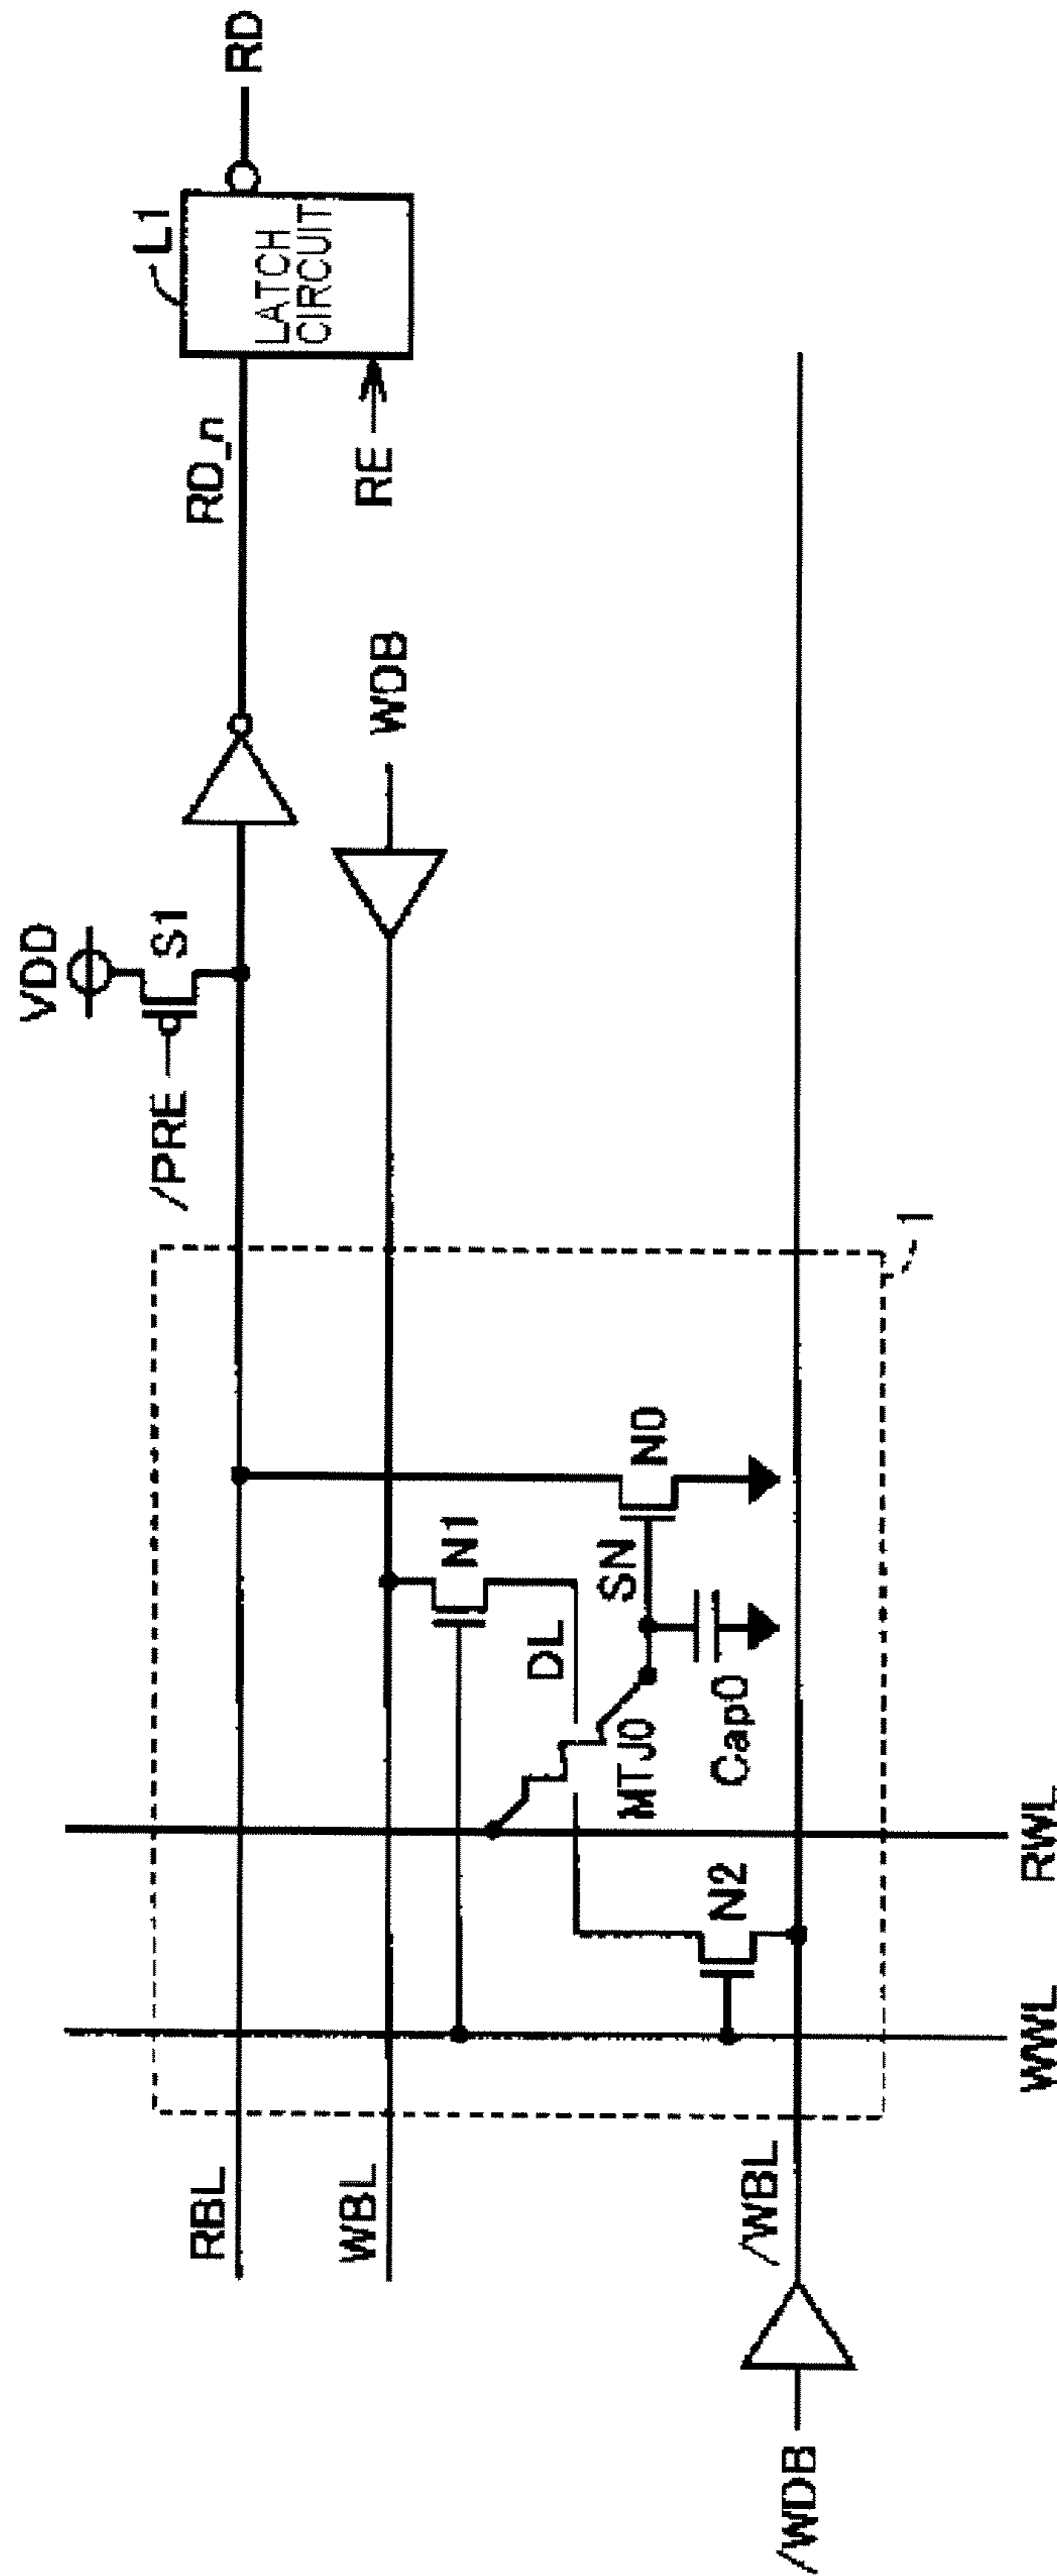 VDD
S1
/PRE
L1
LATCH
CIRCUIT
RD_n
RD
RE
WDB
RBL
WBL
N1
DL
SN
N0
MTJ0
Cap0
N2
/WBL
/WDB
WWL
RWL
1